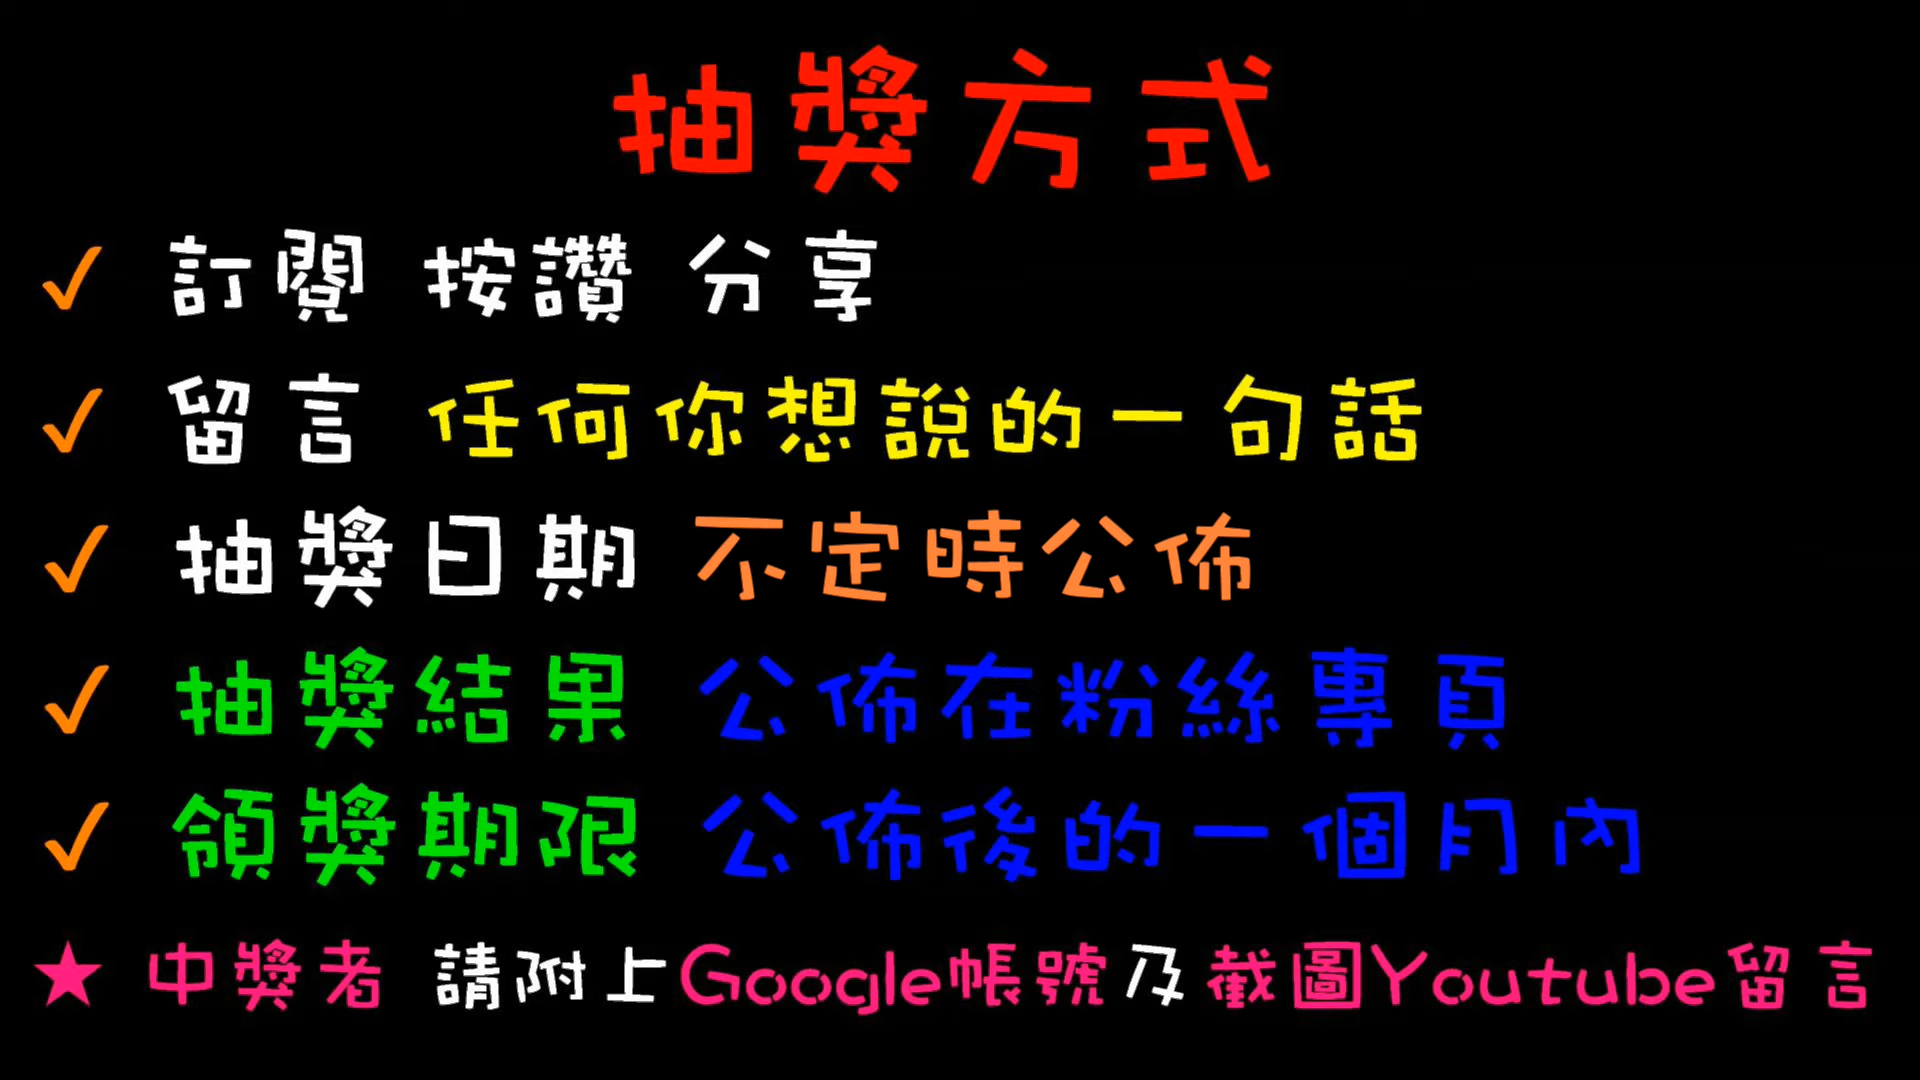 抽獎方式
✓ 訂閱 按讚 分享
✓ 留言 任何你想說的一句話
✓ 抽獎日期 不定時公佈
✓ 抽獎結果 公佈在粉絲專頁
✓ 領獎期限 公佈後的一個月內
★ 中獎者 請附上Google帳號及截圖Youtube留言